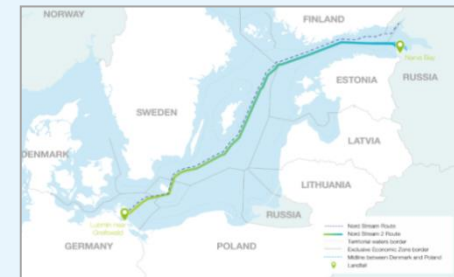 NORWAY
FINLAND
Narva Bay
RUSSIA
ESTONIA
SWEDEN
LATVIA
DENMARK
LITHUANIA
RUSSIA
Lubmin near
Greifswald
GERMANY
POLAND
Nord Stream Route
Nord Stream 2 Route
Territorial waters border
Exclusive Economic Zone border
Midline between Denmark and Poland
Landfall